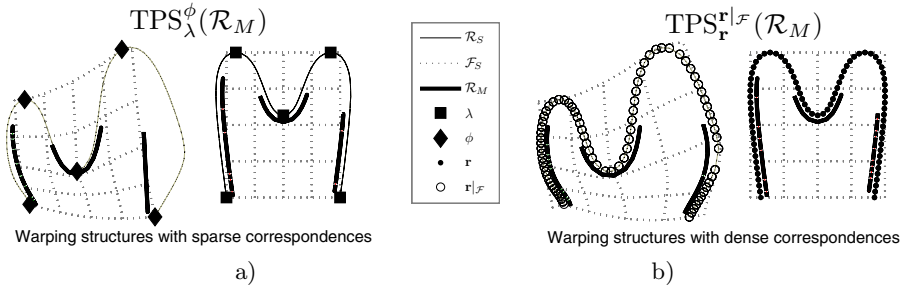 TPS^ϕ_λ(ℛ_M)
TPS^{𝐫|_ℱ}_𝐫(ℛ_M)
ℛ_S
ℱ_S
ℛ_M
λ
ϕ
𝐫
𝐫|_ℱ
Warping structures with sparse correspondences
Warping structures with dense correspondences
a)
b)